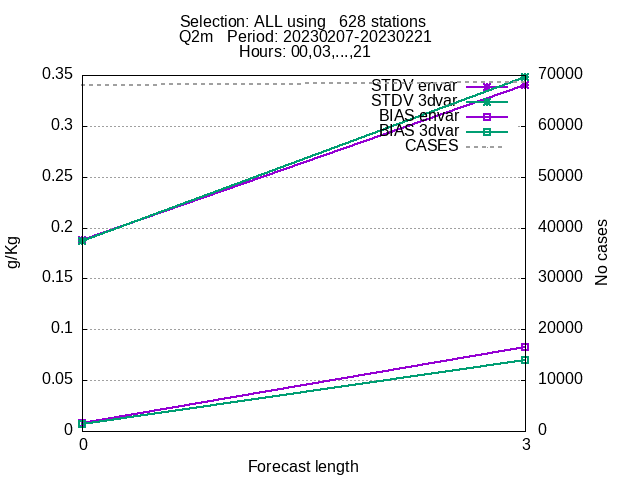 Selection: ALL using   628 stations
Q2m   Period: 20230207-20230221
Hours: 00,03,...,21
0.35
0.3
0.25
0.2
0.15
0.1
0.05
0
g/Kg
STDV envar
STDV 3dvar
BIAS envar
BIAS 3dvar
CASES
70000
60000
50000
40000
30000
20000
10000
0
No cases
0
3
Forecast length